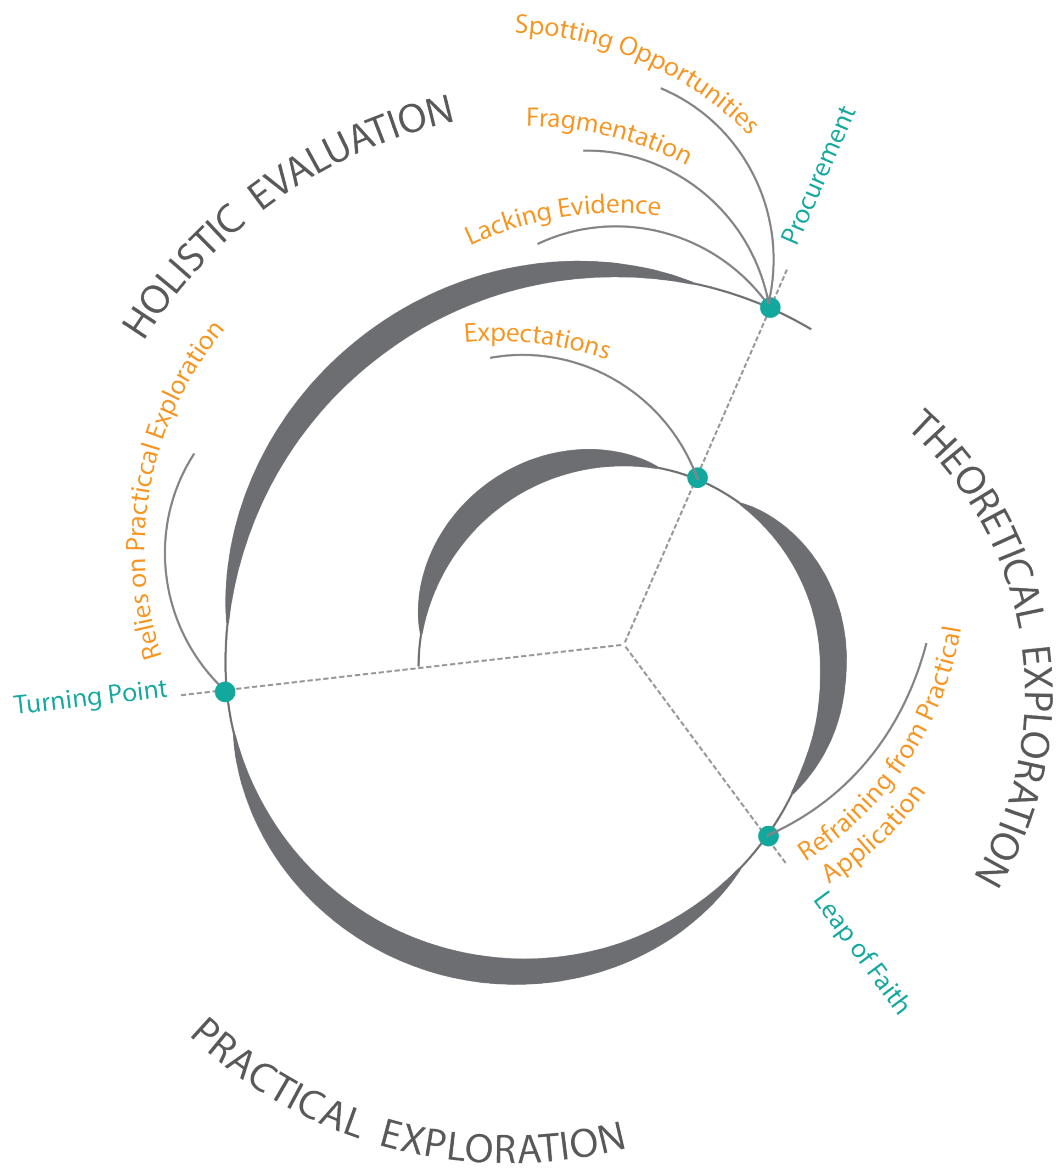 Spotting Opportunities
Fragmentation
Lacking Evidence
Procurement
HOLISTIC EVALUATION
Expectations
Relies on Practiccal Exploration
THEORETICAL EXPLORATION
Turning Point
Refraining from Practical
Application
Leap of Faith
PRACTICAL EXPLORATION